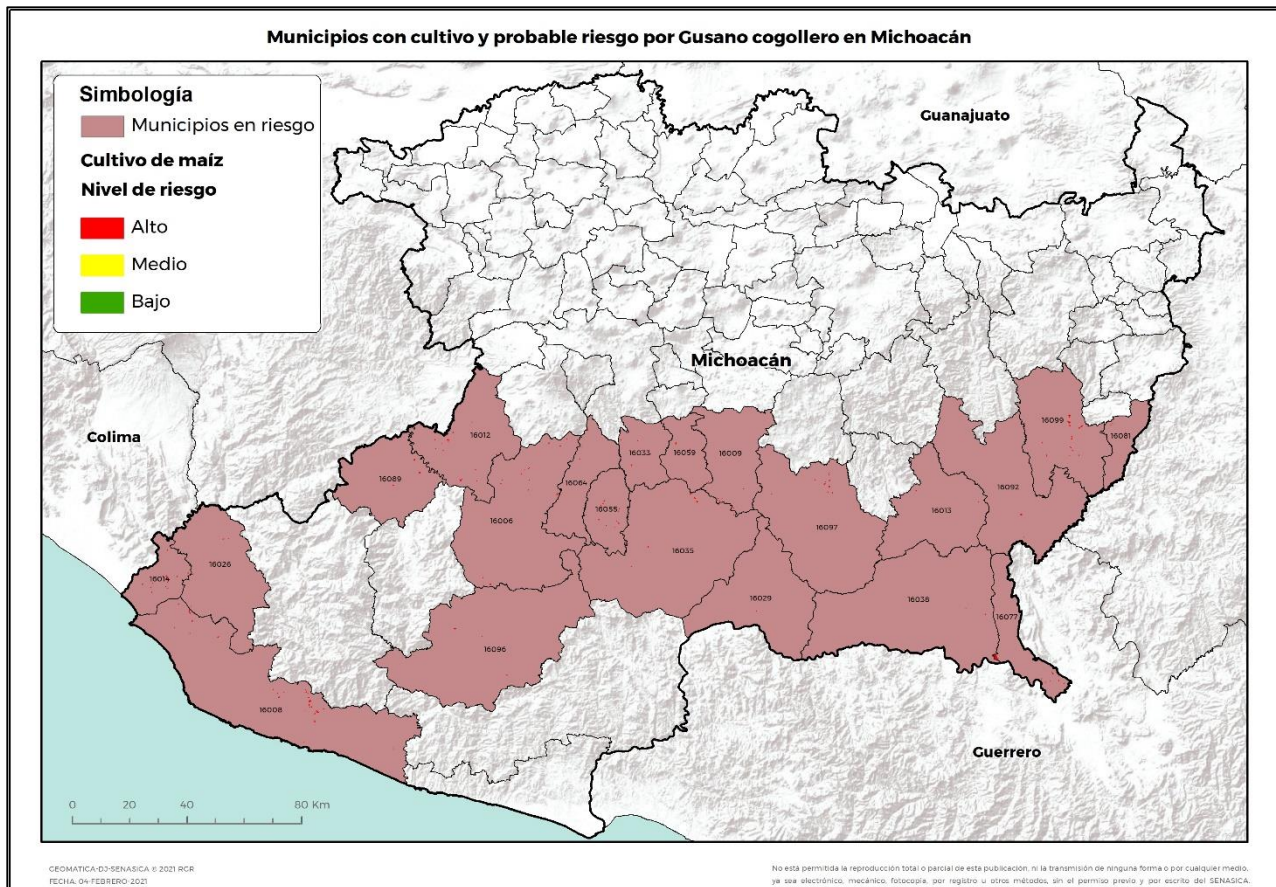 Municipios con cultivo y probable riesgo por Gusano cogollero en Michoacán
Simbología
Municipios en riesgo
Cultivo de maíz
Nivel de riesgo
Alto
Medio
Bajo
Guanajuato
Michoacán
Colima
Guerrero
16012
16089
16006
16064
16033
16059
16009
16055
16035
16097
16013
16092
16099
16081
16014
16026
16096
16029
16038
16077
16008
0 20 40 80 Km
GEOMATICA-DJ-SENASICA © 2021 RCR
FECHA: 04-FEBRERO-2021
No está permitida la reproducción total o parcial de esta publicación, ni la transmisión de ninguna forma o por cualquier medio,
ya sea electrónico, mecánico, fotocopia, por registro u otros métodos, sin el permiso previo y por escrito del SENASICA.